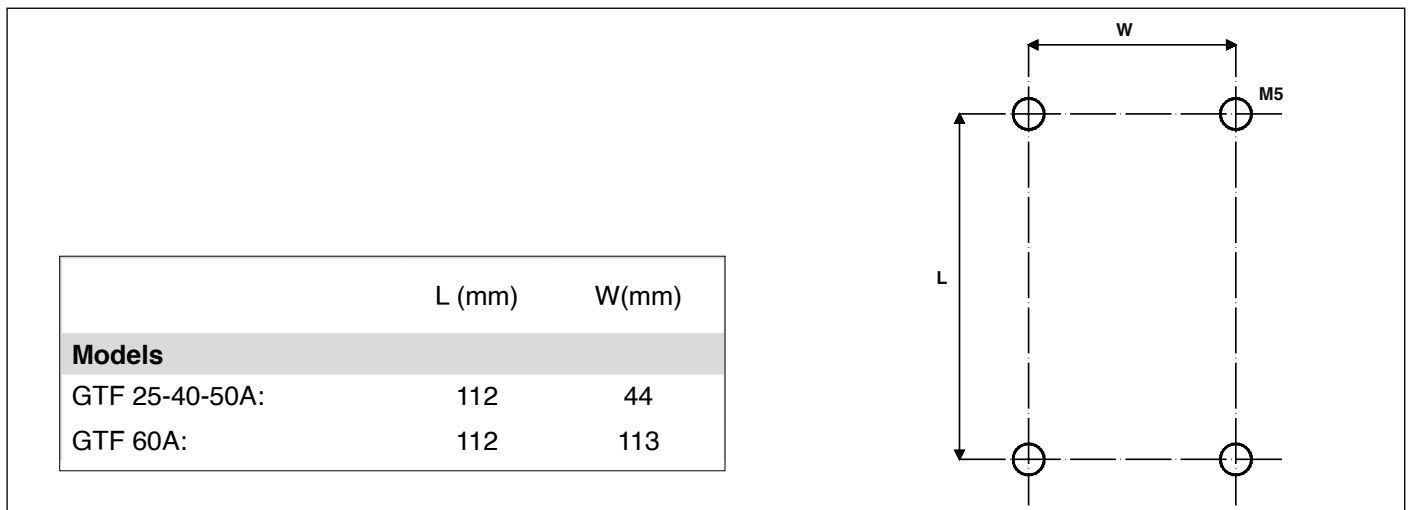 L (mm) W(mm)
Models
GTF 25-40-50A: 112 44
GTF 60A: 112 113
W
M5
L